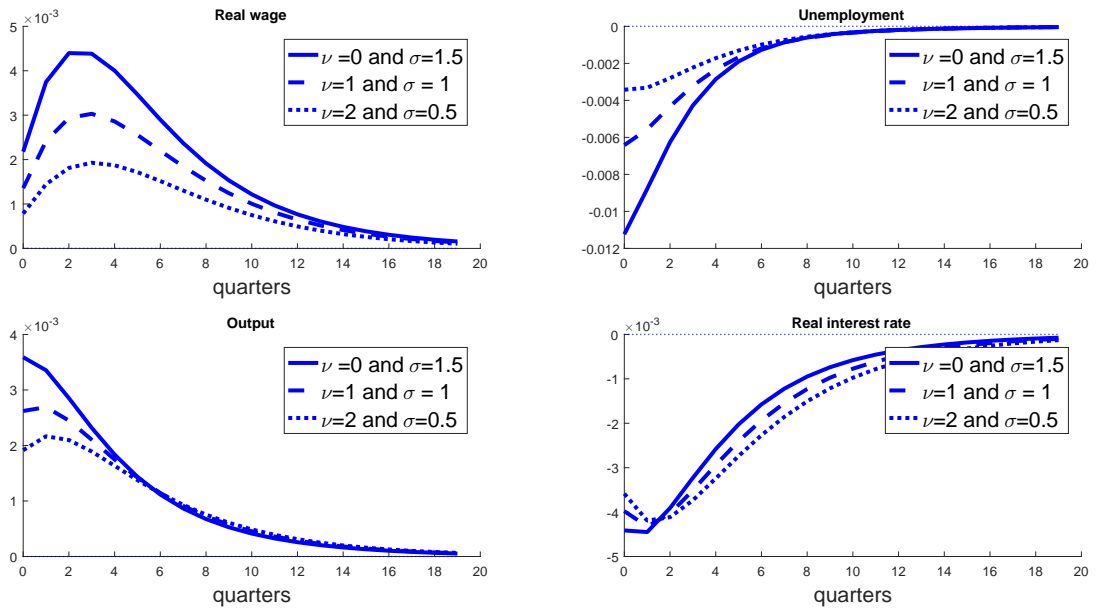 Real wage
×10⁻³
5
4
3
2
1
0
0 2 4 6 8 10 12 14 16 18 20
quarters
ν =0 and σ=1.5
ν=1 and σ = 1
ν=2 and σ=0.5
Unemployment
0
-0.002
-0.004
-0.006
-0.008
-0.01
-0.012
0 2 4 6 8 10 12 14 16 18 20
quarters
ν =0 and σ=1.5
ν=1 and σ = 1
ν=2 and σ=0.5
Output
×10⁻³
4
3
2
1
0
0 2 4 6 8 10 12 14 16 18 20
quarters
ν =0 and σ=1.5
ν=1 and σ = 1
ν=2 and σ=0.5
Real interest rate
×10⁻³
0
-1
-2
-3
-4
-5
0 2 4 6 8 10 12 14 16 18 20
quarters
ν =0 and σ=1.5
ν=1 and σ = 1
ν=2 and σ=0.5